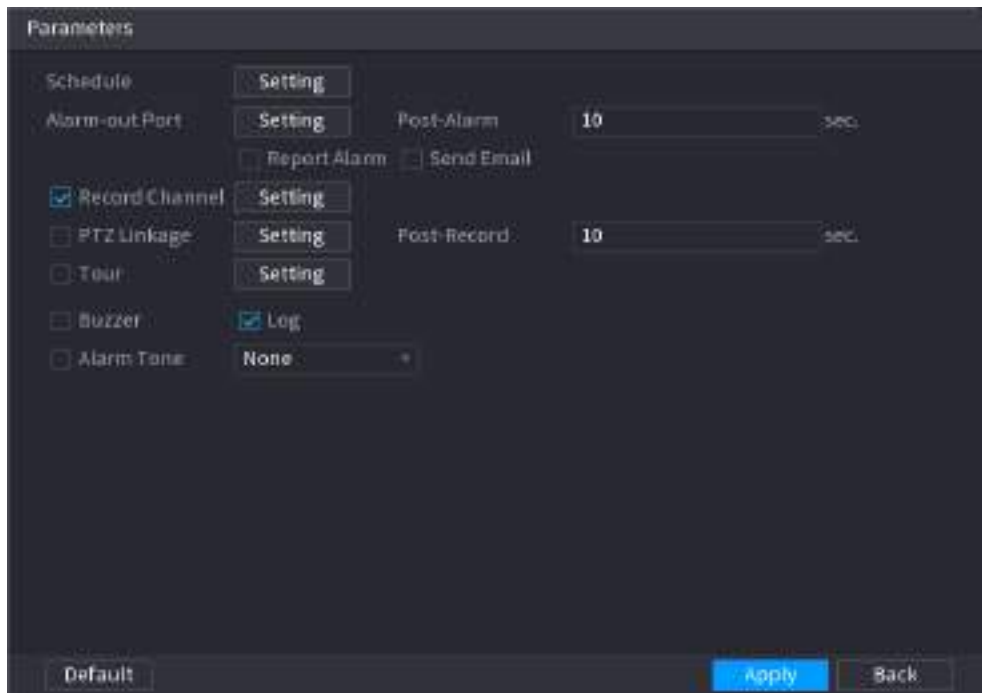 Parameters
Schedule Setting
Alarm-out Port Setting Post-Alarm 10 sec.
Report Alarm Send Email
Record Channel Setting
PTZ Linkage Setting Post-Record 10 sec.
Tour Setting
Buzzer Log
Alarm Tone None
Default Apply Back